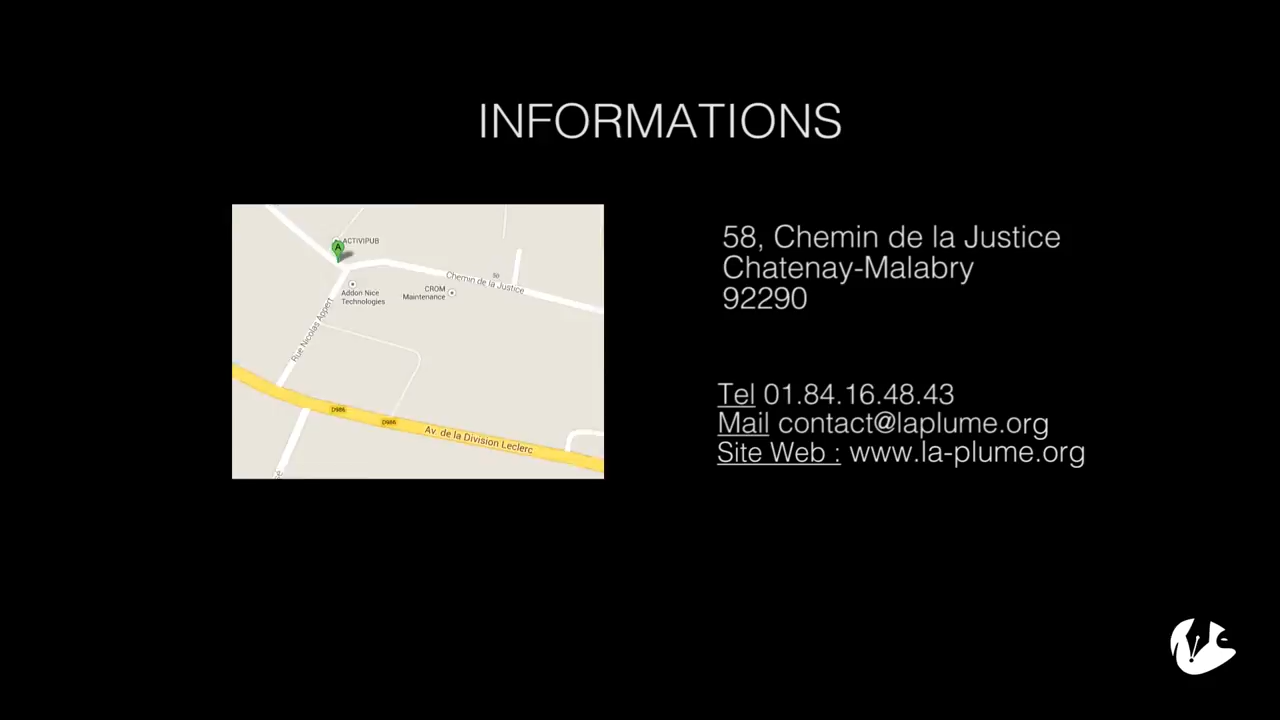 INFORMATIONS
ACTIVIPUB
A
50
Chemin de la Justice
Addon Nice
Technologies
CROM
Maintenance
Rue Nicolas Appert
D986
D986
Av. de la Division Leclerc
58, Chemin de la Justice
Chatenay-Malabry
92290
Tel 01.84.16.48.43
Mail contact@laplume.org
Site Web : www.la-plume.org